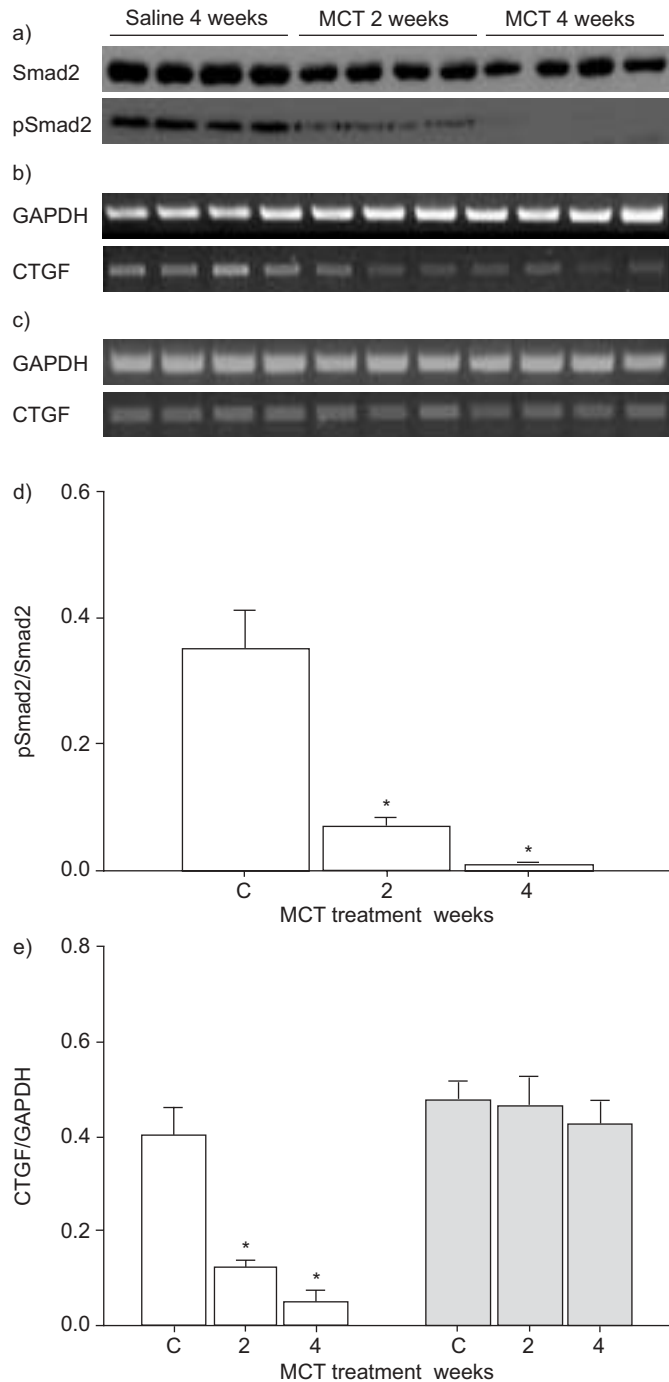 a) Saline 4 weeks MCT 2 weeks MCT 4 weeks
Smad2
pSmad2
b)
GAPDH
CTGF
c)
GAPDH
CTGF
d) 0.6
0.4
0.2
0.0
pSmad2/Smad2
* *
C 2 4
MCT treatment weeks
e) 0.8
0.6
0.4
0.2
0.0
CTGF/GAPDH
* *
C 2 4 C 2 4
MCT treatment weeks